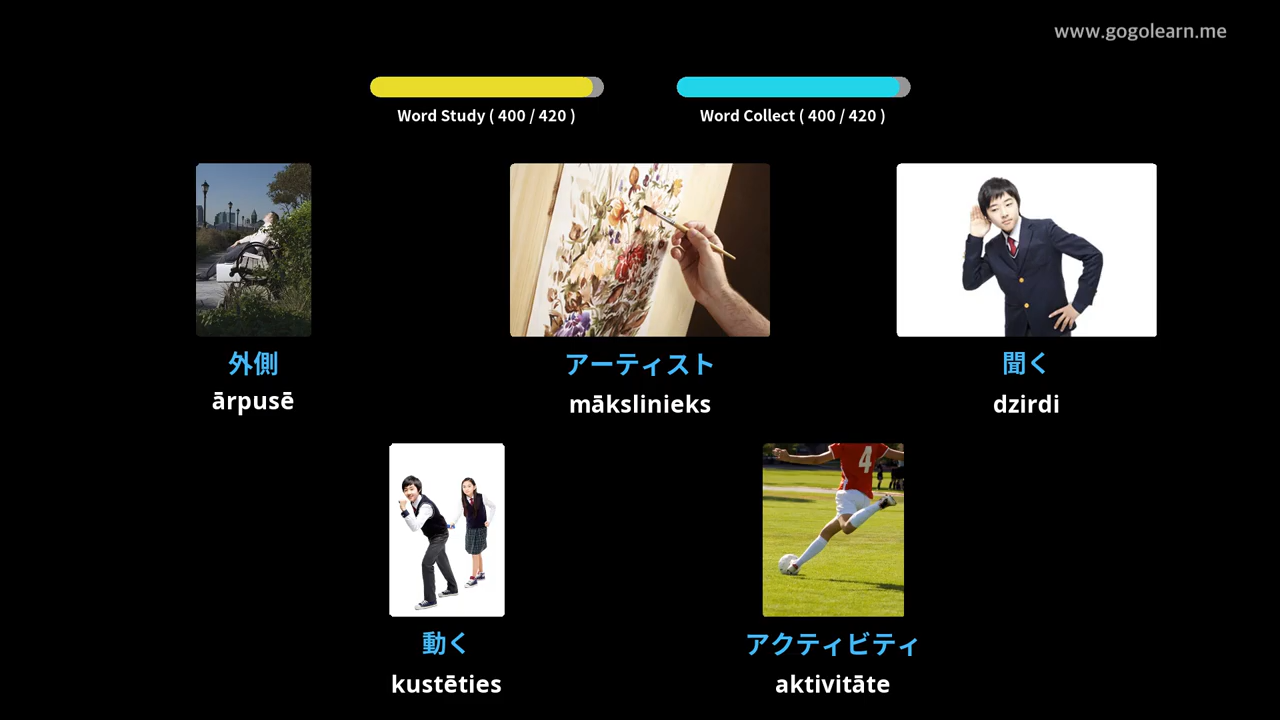 www.gogolearn.me
Word Study ( 400 / 420 )
Word Collect ( 400 / 420 )
外側
ārpusē
アーティスト
mākslinieks
聞く
dzirdi
動く
kustēties
4
アクティビティ
aktivitāte